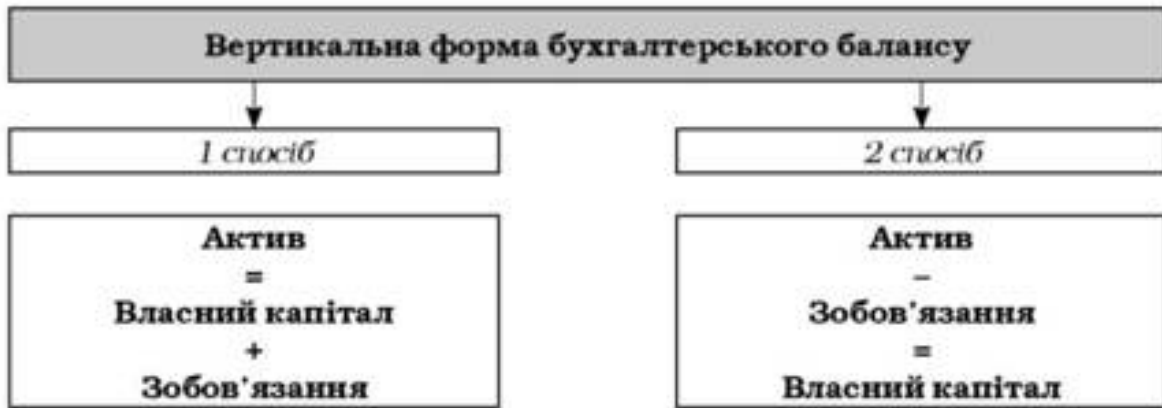 Вертикальна форма бухгалтерського балансу
1 спосіб
2 спосіб
Актив
=
Власний капітал
+
Зобов'язання
Актив
–
Зобов'язання
=
Власний капітал